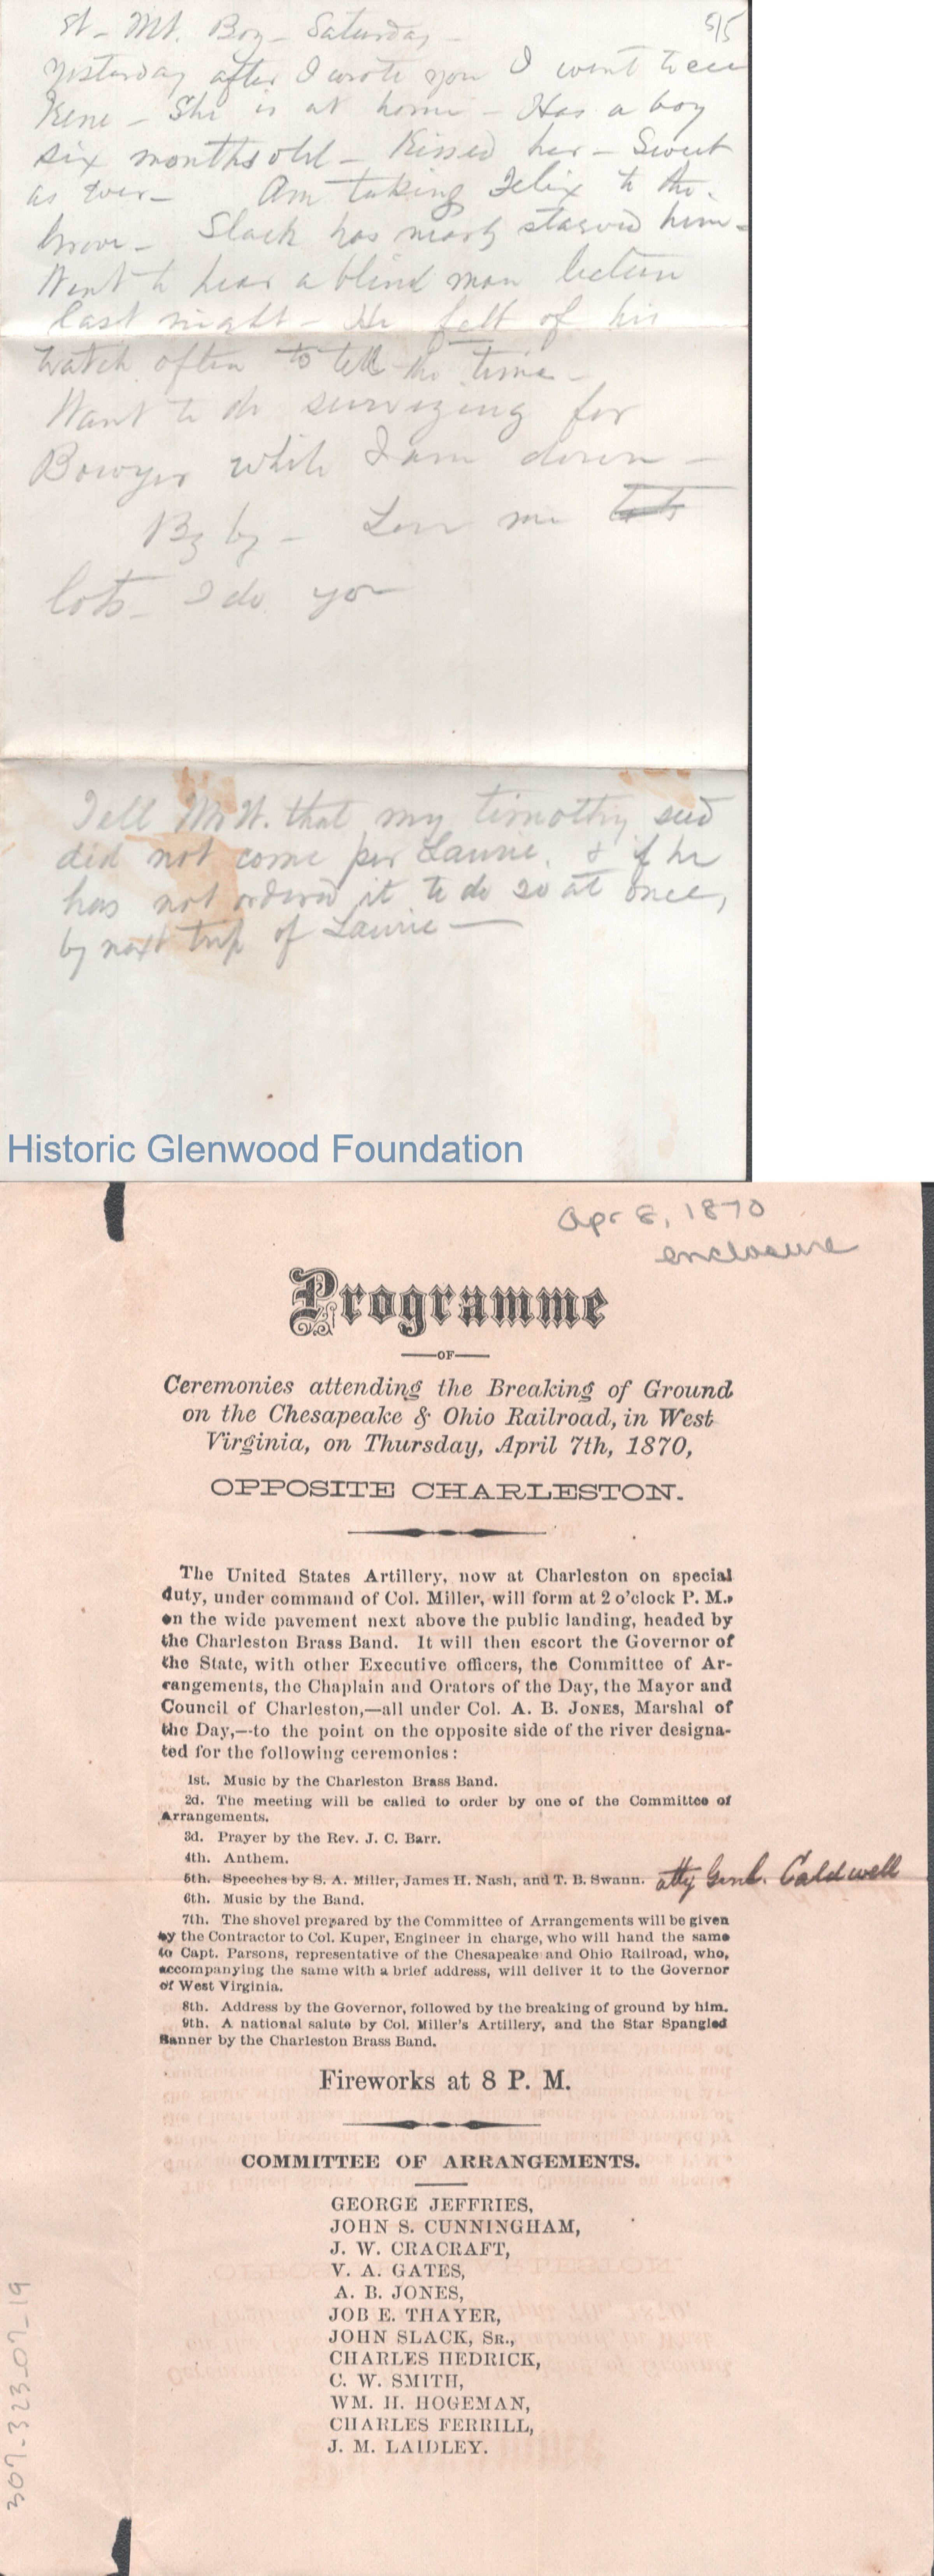 St- Mt. Boy- Saturday- 5/5
Yesterday after I wrote you I went to see
Irene - She is at home - Has a boy
six months old - Kissed her - Sweet
as ever - Am taking Felix to the
Slack has nearly starved him -
Went to hear a blind man lecture
last night - He felt of his
watch often to tell the time -
Want to do surveying for
Bowyer while I am down -
By by - Love me lots
lots - I do you
Tell Mr W. that my timothy seed
did not come per Laurie. & if he
has not ordered it to do so at once,
by next trip of Laurie -
Historic Glenwood Foundation
Apr 8, 1870
enclosure
Programme
OF
Ceremonies attending the Breaking of Ground
on the Chesapeake & Ohio Railroad, in West
Virginia, on Thursday, April 7th, 1870,
OPPOSITE CHARLESTON.
The United States Artillery, now at Charleston on special
duty, under command of Col. Miller, will form at 2 o'clock P. M.,
on the wide pavement next above the public landing, headed by
the Charleston Brass Band. It will then escort the Governor of
the State, with other Executive officers, the Committee of Ar-
rangements, the Chaplain and Orators of the Day, the Mayor and
Council of Charleston,—all under Col. A. B. JONES, Marshal of
the Day,—to the point on the opposite side of the river designa-
ted for the following ceremonies:
1st. Music by the Charleston Brass Band.
2d. The meeting will be called to order by one of the Committee of
Arrangements.
3d. Prayer by the Rev. J. C. Barr.
4th. Anthem.
5th. Speeches by S. A. Miller, James H. Nash, and T. B. Swann. Atty Genl. Caldwell
6th. Music by the Band.
7th. The shovel prepared by the Committee of Arrangements will be given
by the Contractor to Col. Kuper, Engineer in charge, who will hand the same
to Capt. Parsons, representative of the Chesapeake and Ohio Railroad, who,
accompanying the same with a brief address, will deliver it to the Governor
of West Virginia.
8th. Address by the Governor, followed by the breaking of ground by him.
9th. A national salute by Col. Miller's Artillery, and the Star Spangled
Banner by the Charleston Brass Band.
Fireworks at 8 P. M.
COMMITTEE OF ARRANGEMENTS.
GEORGE JEFFRIES,
JOHN S. CUNNINGHAM,
J. W. CRACRAFT,
V. A. GATES,
A. B. JONES,
JOB E. THAYER,
JOHN SLACK, SR.,
CHARLES HEDRICK,
C. W. SMITH,
WM. H. HOGEMAN,
CHARLES FERRILL,
J. M. LAIDLEY.
307-323-07-19